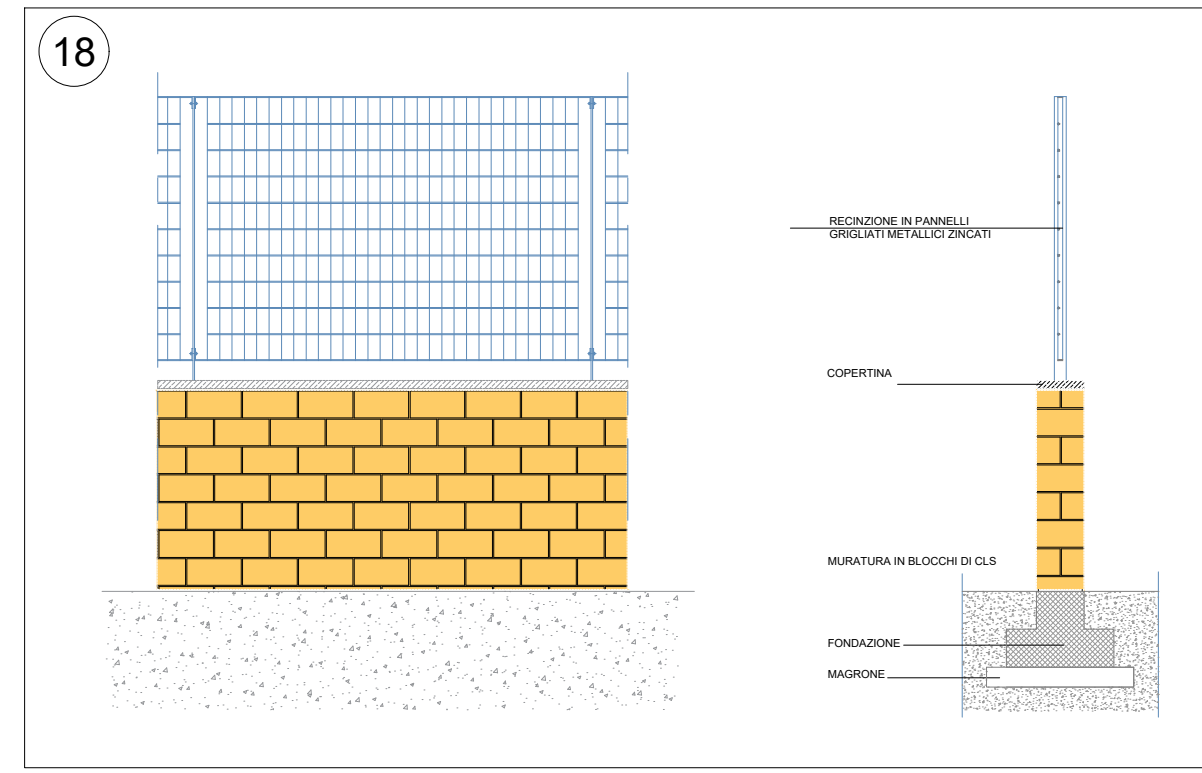 18
RECINZIONE IN PANNELLI
GRIGLIATI METALLICI ZINCATI
COPERTINA
MURATURA IN BLOCCHI DI CLS
FONDAZIONE
MAGRONE